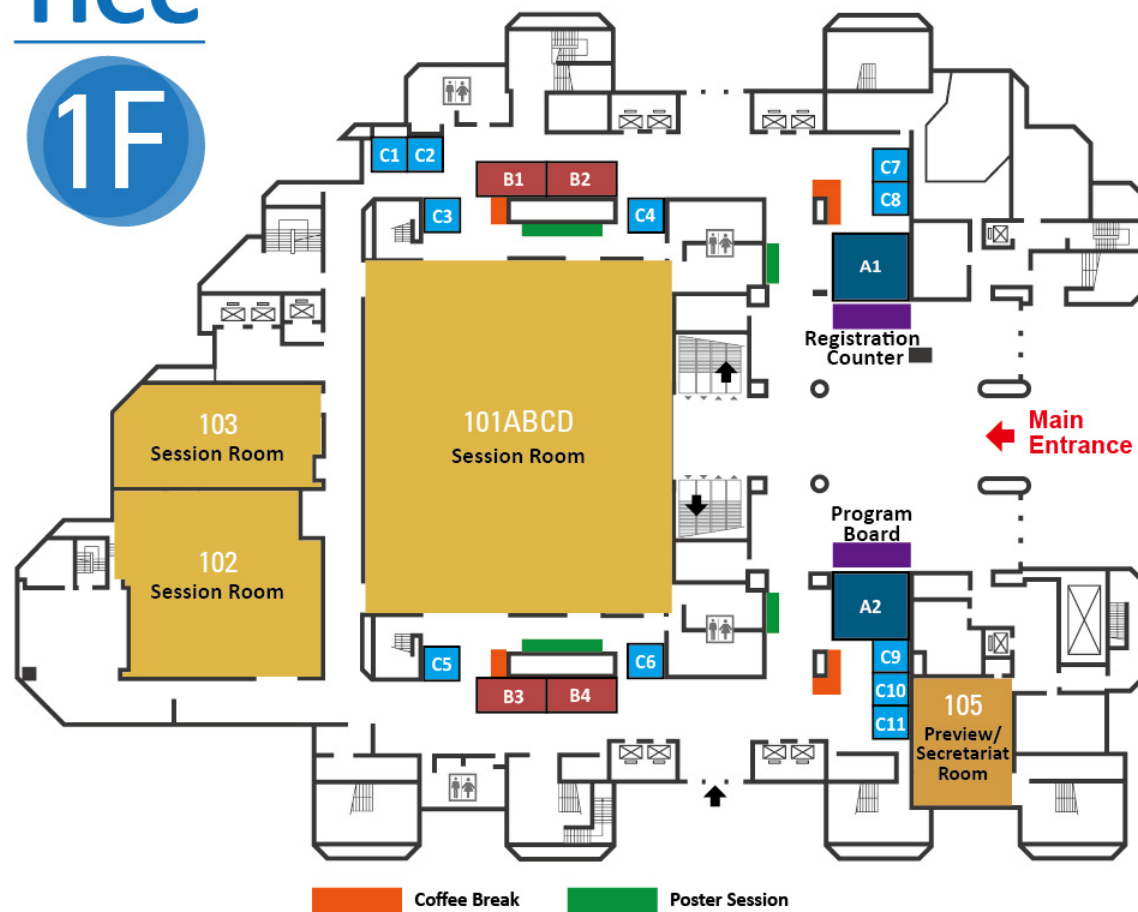 TICC
1F
C1
C2
B1
B2
C3
C4
C7
C8
A1
Registration
Counter
103
Session Room
101ABCD
Session Room
Main
Entrance
102
Session Room
Program
Board
A2
C5
C6
C9
B3
B4
C10
C11
105
Preview/
Secretariat
Room
Coffee Break
Poster Session